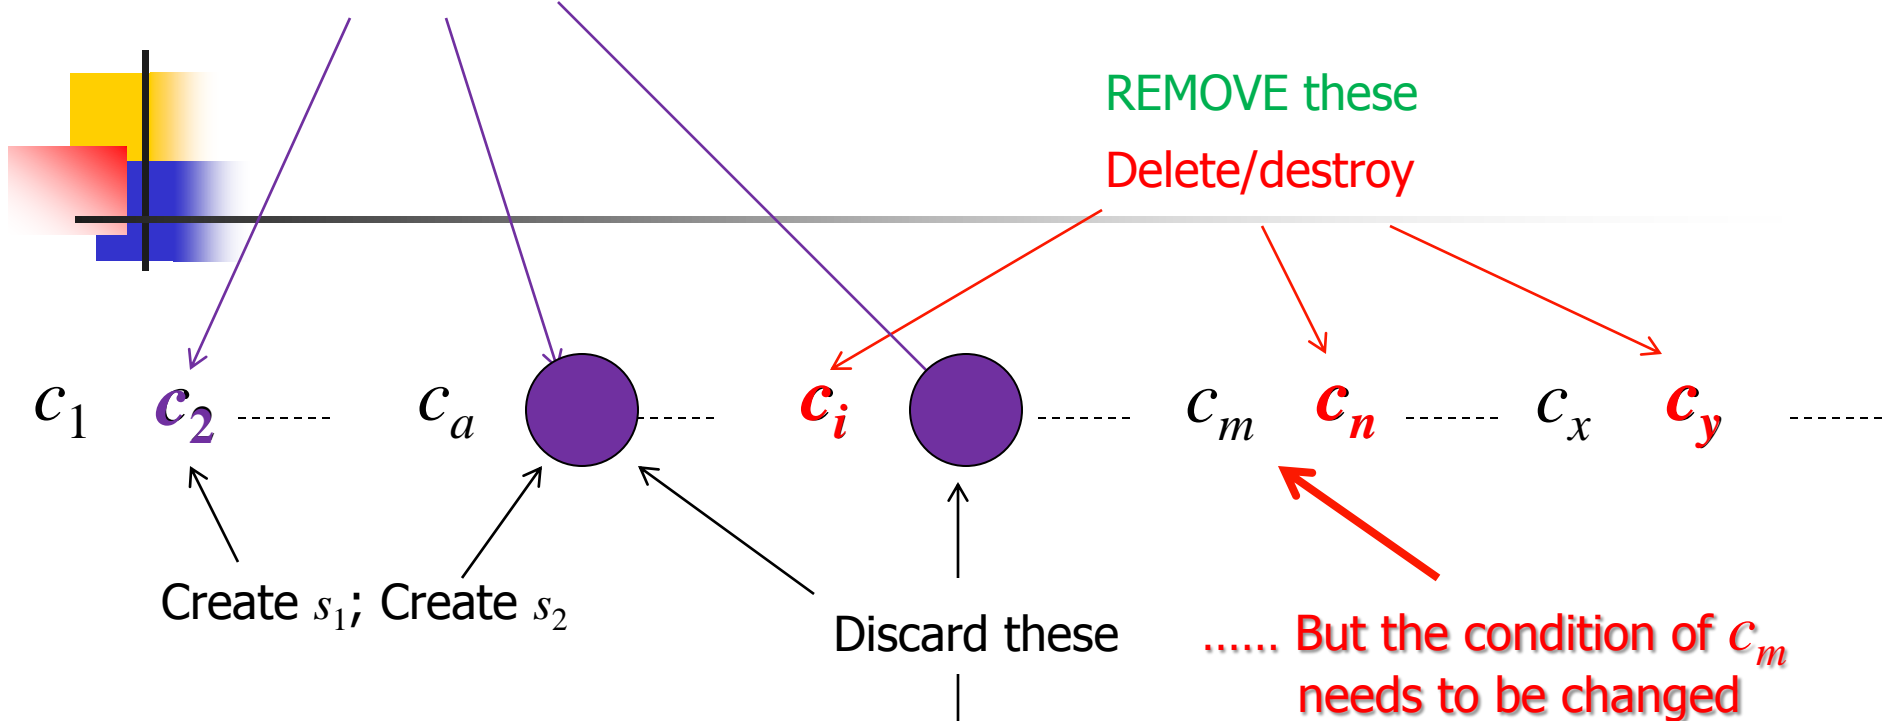 REMOVE these
Delete/destroy
c₁ c₂ -------- cₐ -------- cᵢ -------- cₘ cₙ -------- cₓ c_y --------
Create s₁; Create s₂
Discard these
...... But the condition of cₘ
needs to be changed